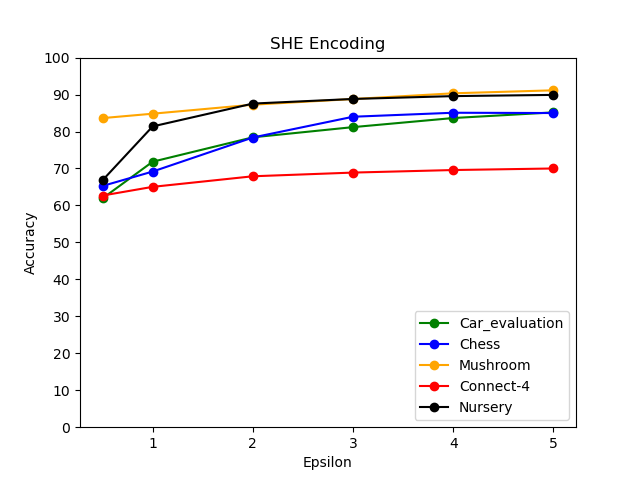 SHE Encoding
100
90
80
70
60
50
40
30
20
10
0
Accuracy
1 2 3 4 5
Epsilon
Car_evaluation
Chess
Mushroom
Connect-4
Nursery